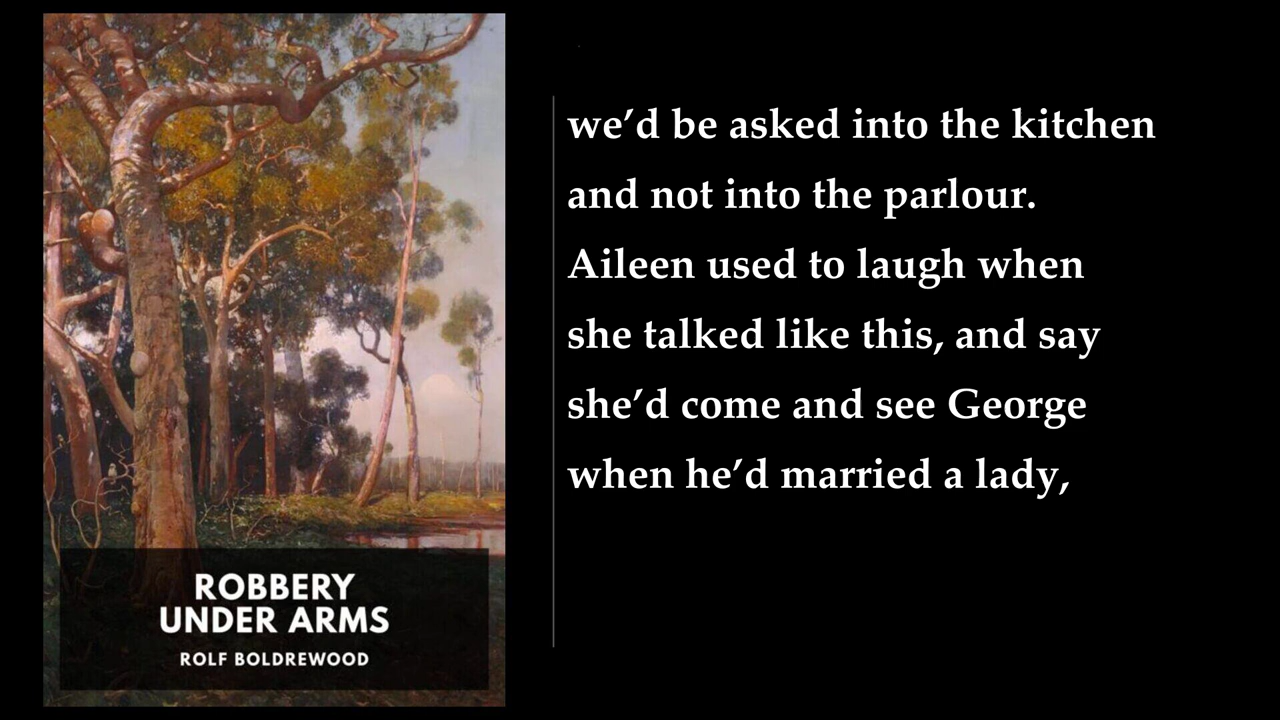 we’d be asked into the kitchen
and not into the parlour.
Aileen used to laugh when
she talked like this, and say
she’d come and see George
when he’d married a lady,
ROBBERY
UNDER ARMS
ROLF BOLDREWOOD